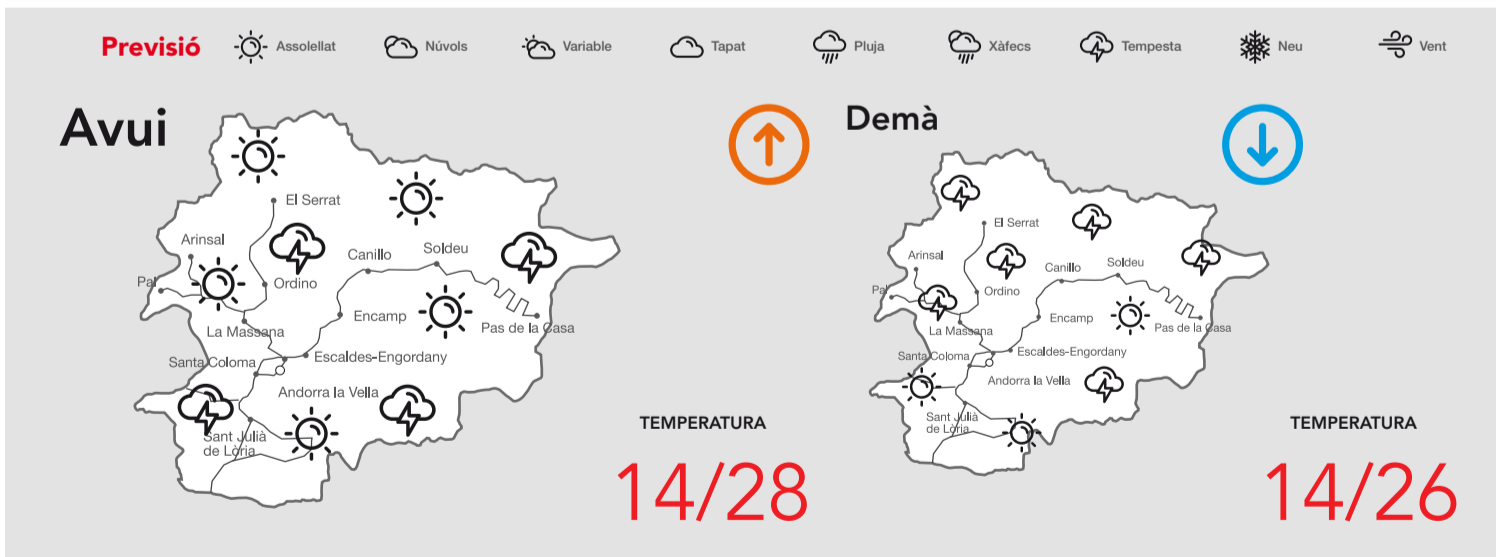 Previsió
Assolellat
Núvols
Variable
Tapat
Pluja
Xàfecs
Tempesta
Neu
Vent
Avui
El Serrat
Arinsal
Canillo
Soldeu
Pal
Ordino
La Massana
Encamp
Pas de la Casa
Santa Coloma
Escaldes-Engordany
Andorra la Vella
Sant Julià
de Lòria
TEMPERATURA
14/28
Demà
El Serrat
Arinsal
Canillo
Soldeu
Pal
Ordino
La Massana
Encamp
Pas de la Casa
Santa Coloma
Escaldes-Engordany
Andorra la Vella
Sant Julià
de Lòria
TEMPERATURA
14/26